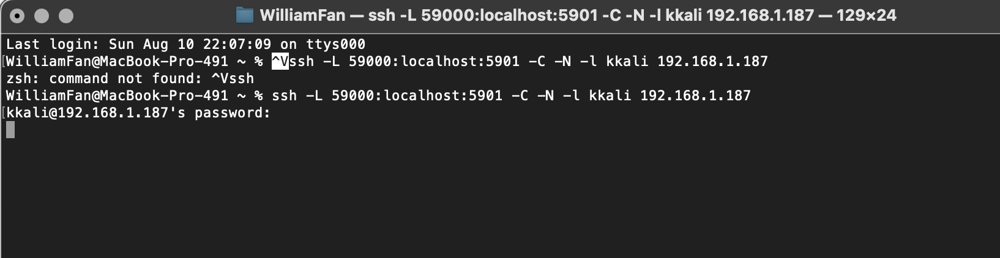 WilliamFan — ssh -L 59000:localhost:5901 -C -N -l kkali 192.168.1.187 — 129×24
Last login: Sun Aug 10 22:07:09 on ttys000
[WilliamFan@MacBook-Pro-491 ~ % ^Vssh -L 59000:localhost:5901 -C -N -l kkali 192.168.1.187
zsh: command not found: ^Vssh
WilliamFan@MacBook-Pro-491 ~ % ssh -L 59000:localhost:5901 -C -N -l kkali 192.168.1.187
[kkali@192.168.1.187's password: